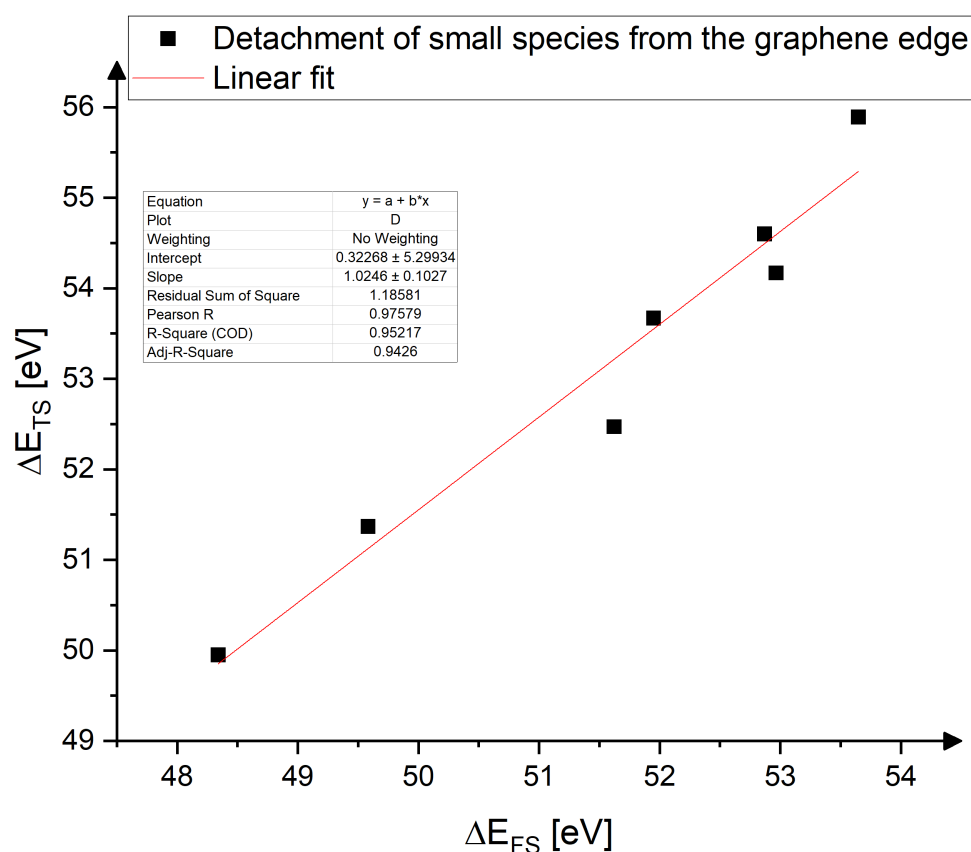 Detachment of small species from the graphene edge
Linear fit
Equation y = a + b*x
Plot D
Weighting No Weighting
Intercept 0.32268 ± 5.29934
Slope 1.0246 ± 0.1027
Residual Sum of Square 1.18581
Pearson R 0.97579
R-Square (COD) 0.95217
Adj-R-Square 0.9426
ΔE_TS [eV]
56
55
54
53
52
51
50
49
48 49 50 51 52 53 54
ΔE_FS [eV]